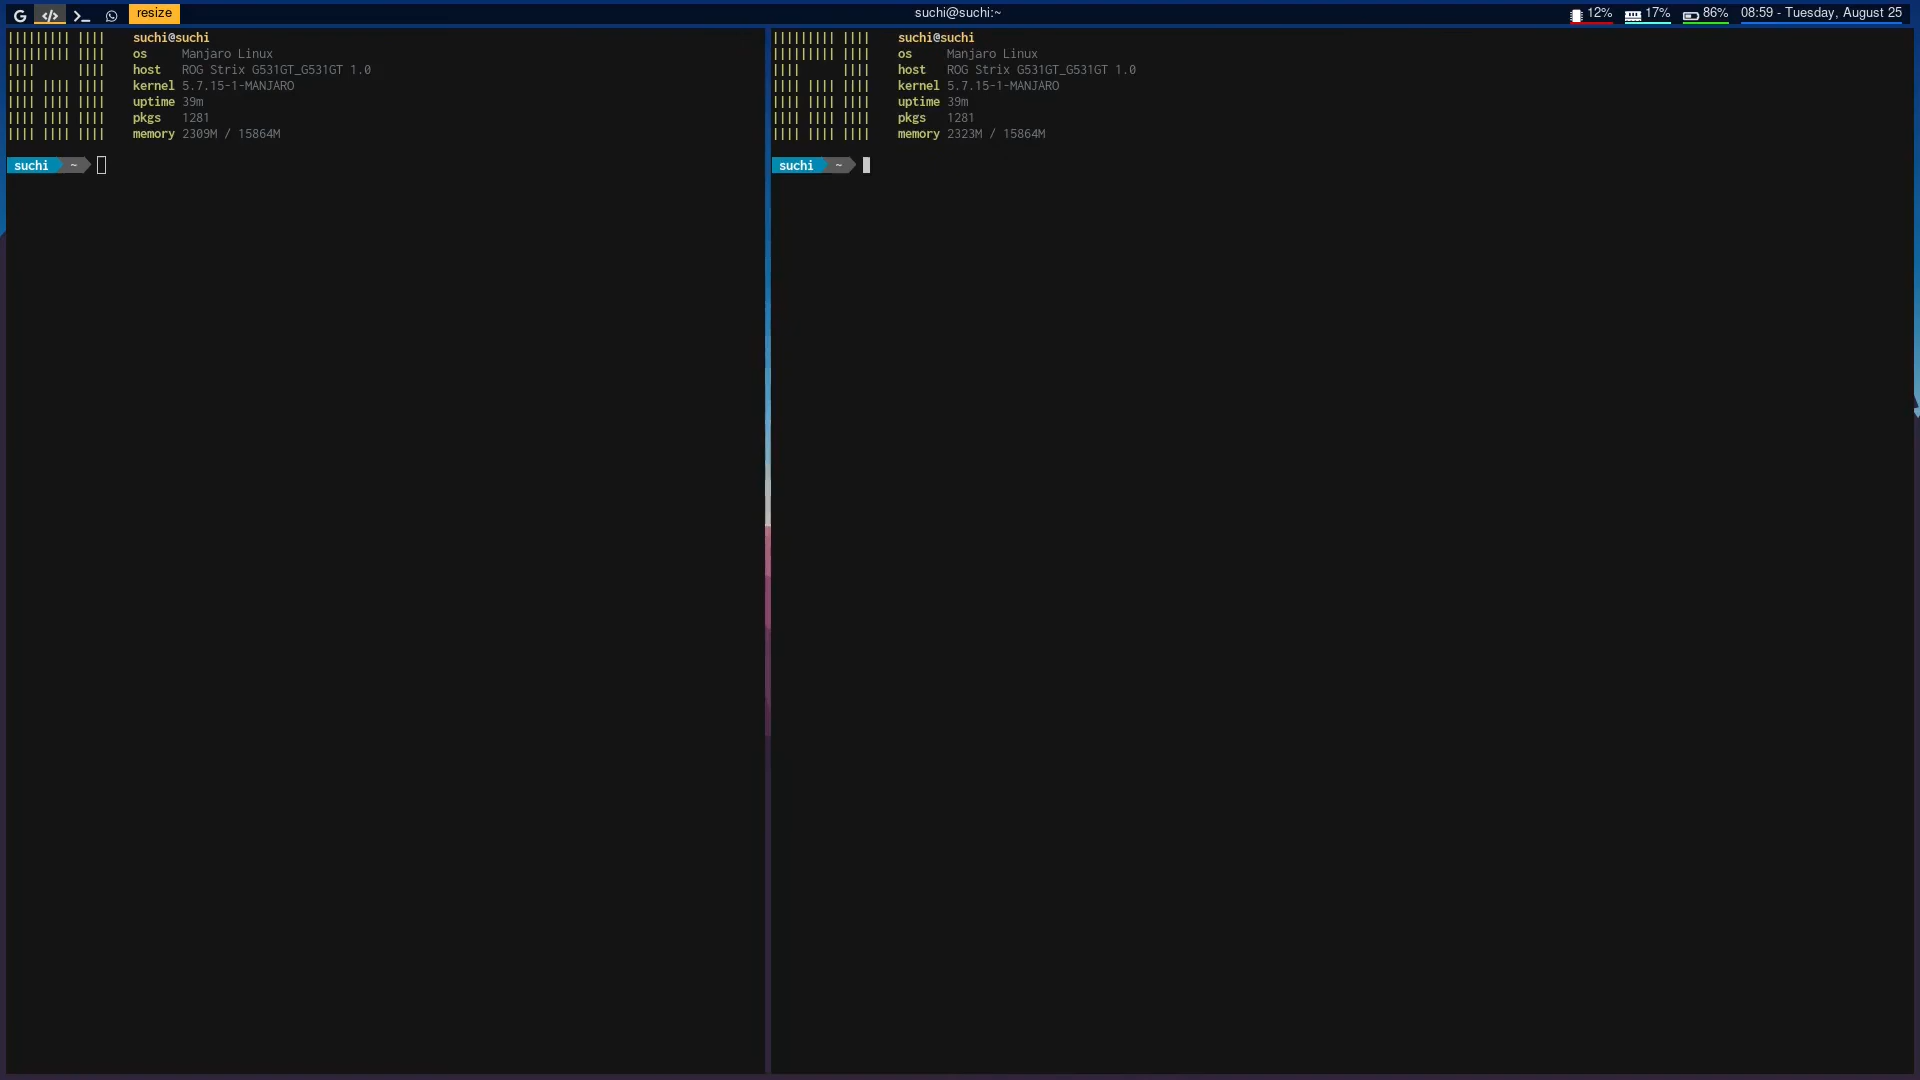 resize
suchi@suchi:~
12% 17% 86% 08:59 - Tuesday, August 25
suchi@suchi
os Manjaro Linux
host ROG Strix G531GT_G531GT 1.0
kernel 5.7.15-1-MANJARO
uptime 39m
pkgs 1281
memory 2309M / 15864M
suchi ~
suchi@suchi
os Manjaro Linux
host ROG Strix G531GT_G531GT 1.0
kernel 5.7.15-1-MANJARO
uptime 39m
pkgs 1281
memory 2323M / 15864M
suchi ~